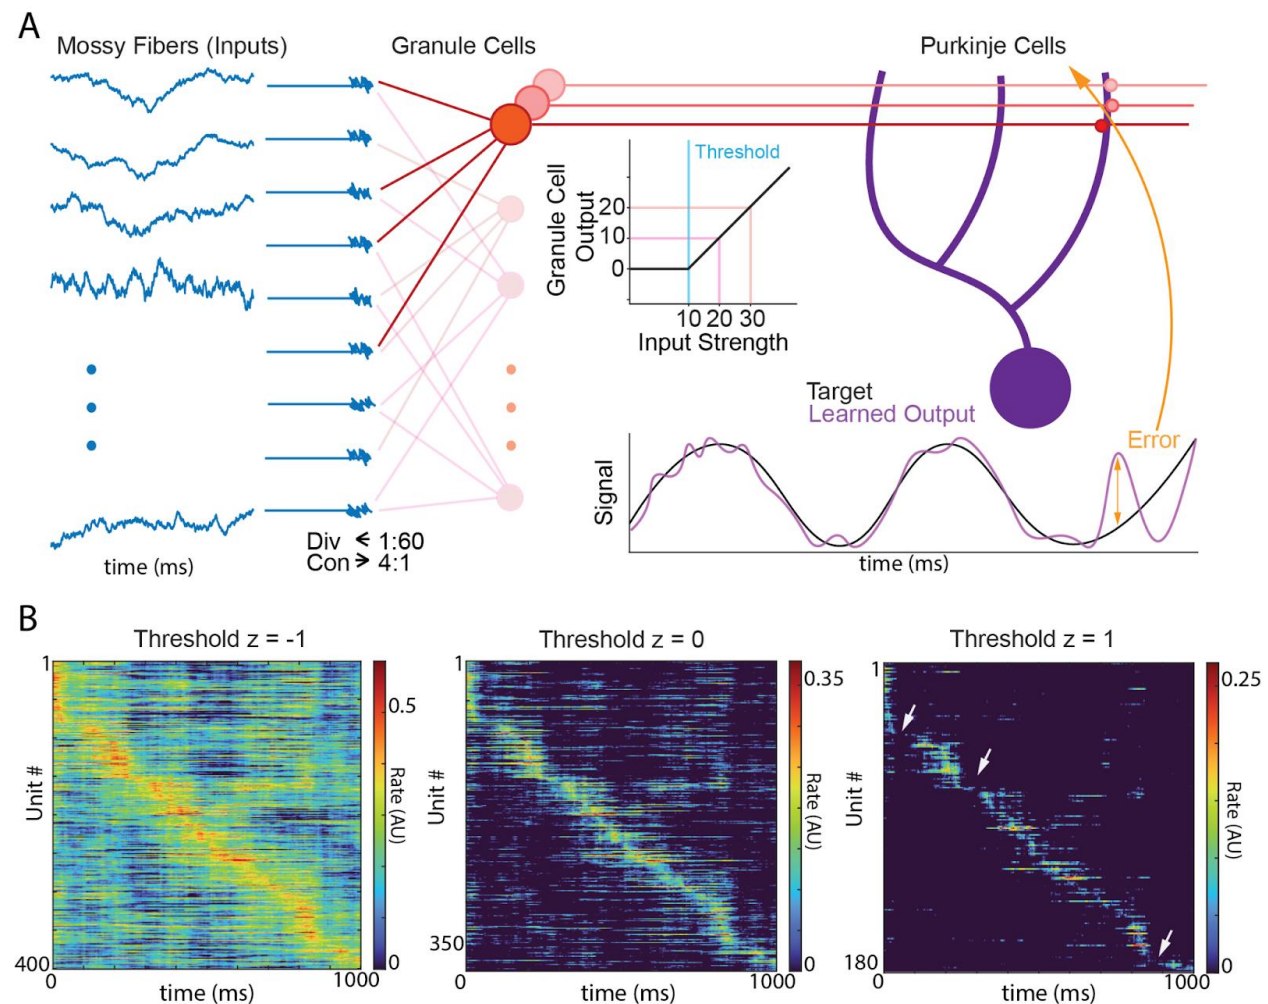 A
Mossy Fibers (Inputs)
Granule Cells
Purkinje Cells
Threshold
Granule Cell
Output
20
10
0
10 20 30
Input Strength
Target
Learned Output
Error
Signal
Div < 1:60
Con > 4:1
time (ms)
time (ms)
B
Threshold z = -1
Threshold z = 0
Threshold z = 1
1
Unit #
400
0
1000
time (ms)
0.5
Rate (AU)
0
1
Unit #
350
0
1000
time (ms)
0.35
Rate (AU)
0
1
Unit #
180
0
1000
time (ms)
0.25
Rate (AU)
0